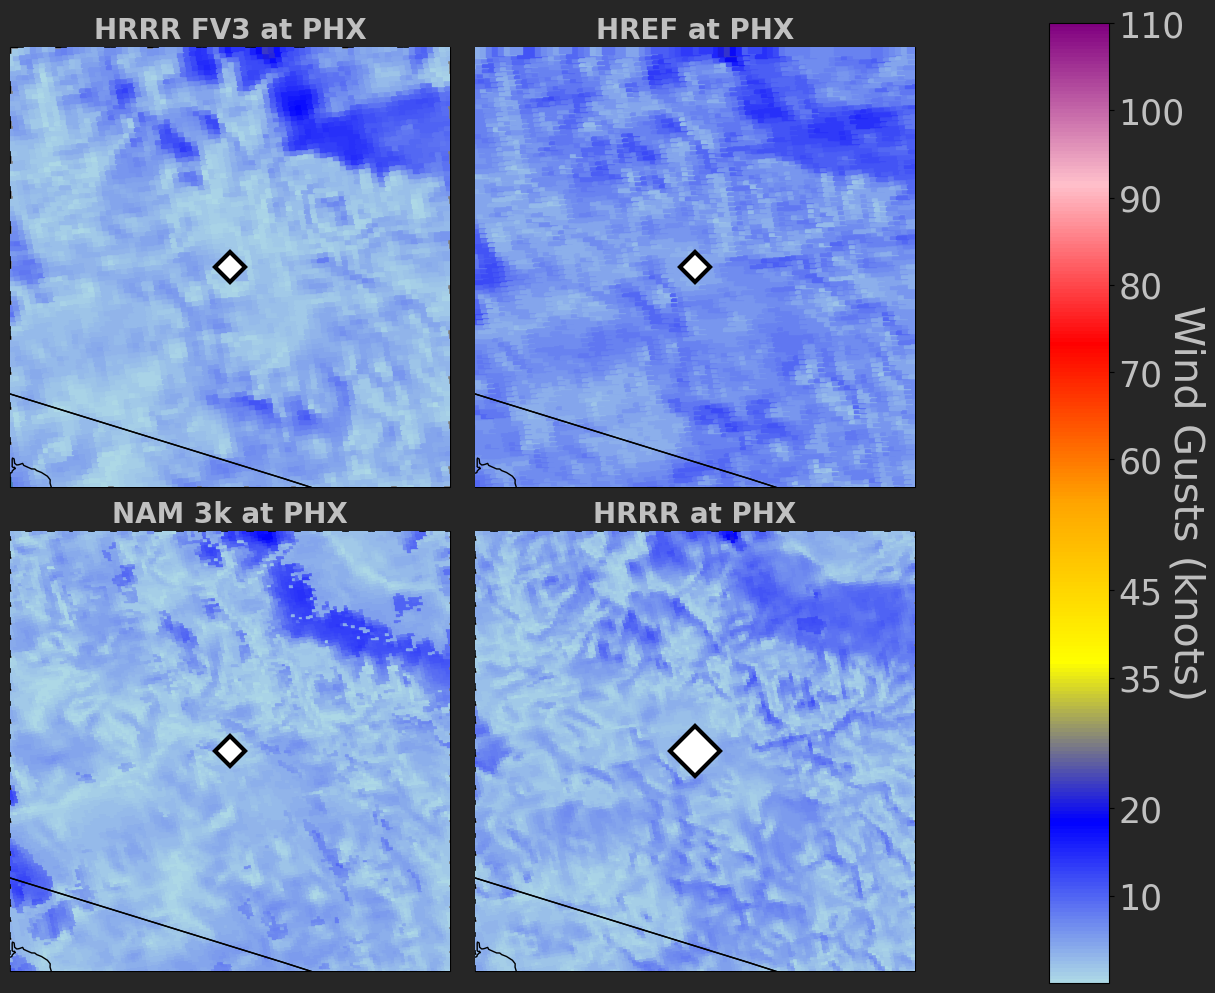 HRRR FV3 at PHX
HREF at PHX
NAM 3k at PHX
HRRR at PHX
110
100
90
80
70
60
45
35
20
10
Wind Gusts (knots)